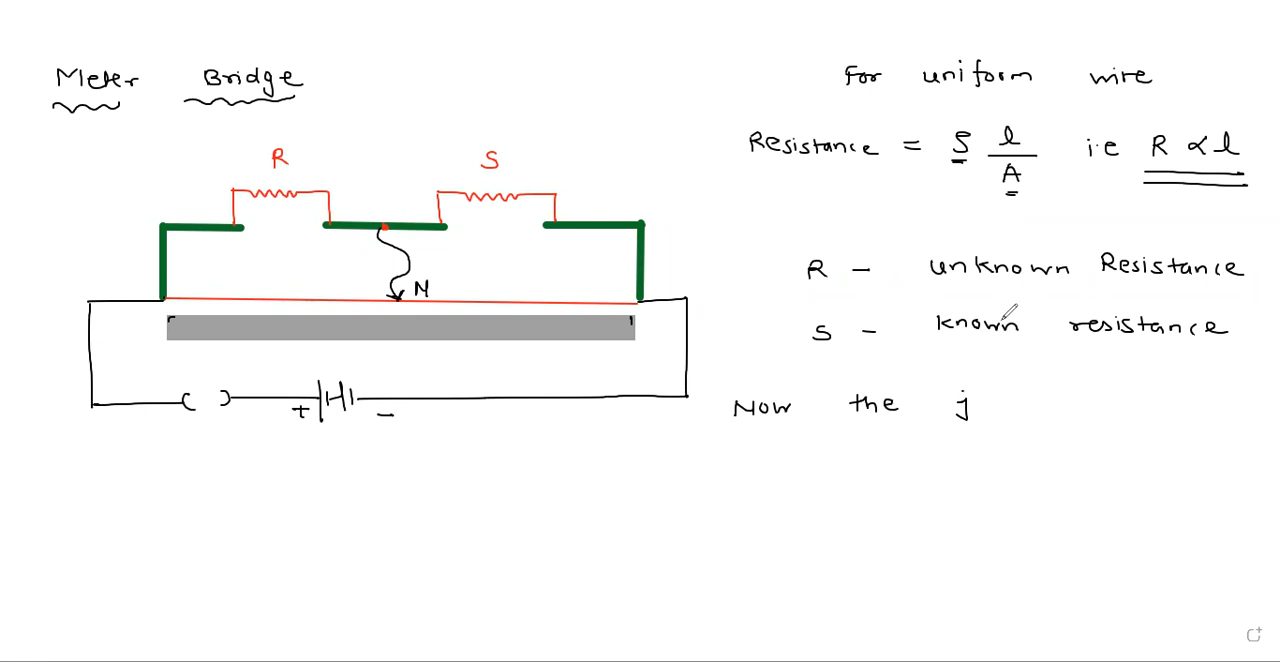 Meter Bridge
R
S
N
+
-
For uniform wire
Resistance = ρ l/A i.e R ∝ l
R - unknown Resistance
S - known resistance
Now the j